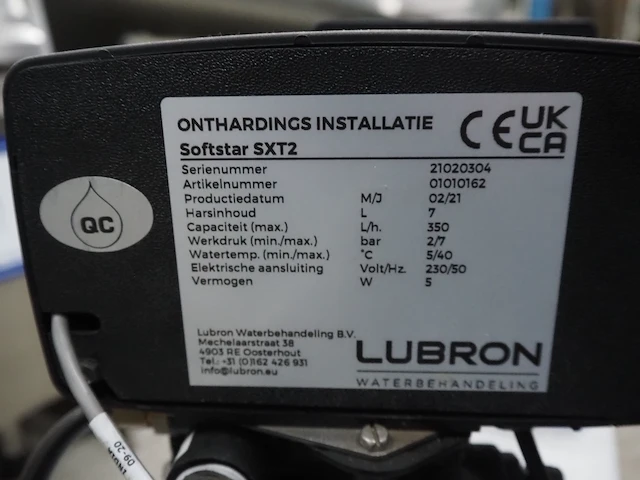 ONTHARDINGS INSTALLATIE
Softstar SXT2
CE UK CA
Serienummer 21020304
Artikelnummer 01010162
Productiedatum M/J 02/21
Harsinhoud L 7
Capaciteit (max.) L/h. 350
Werkdruk (min./max.) bar 2/7
Watertemp. (min./max.) °C 5/40
Elektrische aansluiting Volt/Hz. 230/50
Vermogen W 5
QC
Lubron Waterbehandeling B.V.
Mechelaarstraat 38
4903 RE Oosterhout
Tel.: +31 (0)162 426 931
info@lubron.eu
LUBRON
WATERBEHANDELING
09-20